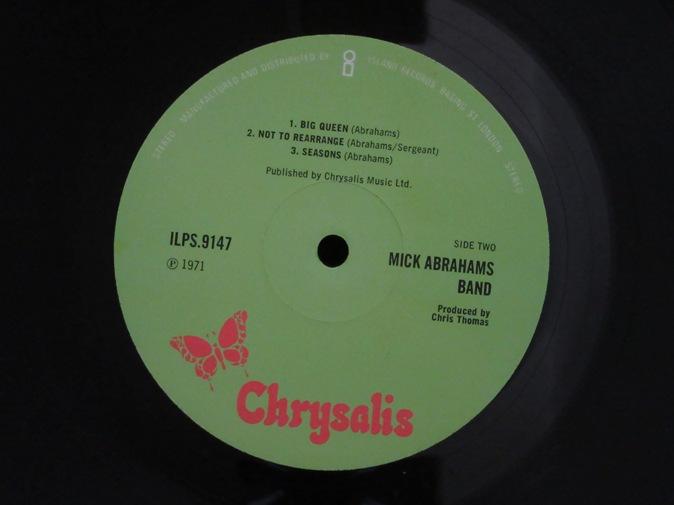 STEREO MANUFACTURED AND DISTRIBUTED BY ISLAND RECORDS BASING ST LONDON STEREO
1. BIG QUEEN (Abrahams)
2. NOT TO REARRANGE (Abrahams/Sergeant)
3. SEASONS (Abrahams)
Published by Chrysalis Music Ltd.
ILPS.9147
Ⓟ 1971
SIDE TWO
MICK ABRAHAMS
BAND
Produced by
Chris Thomas
Chrysalis